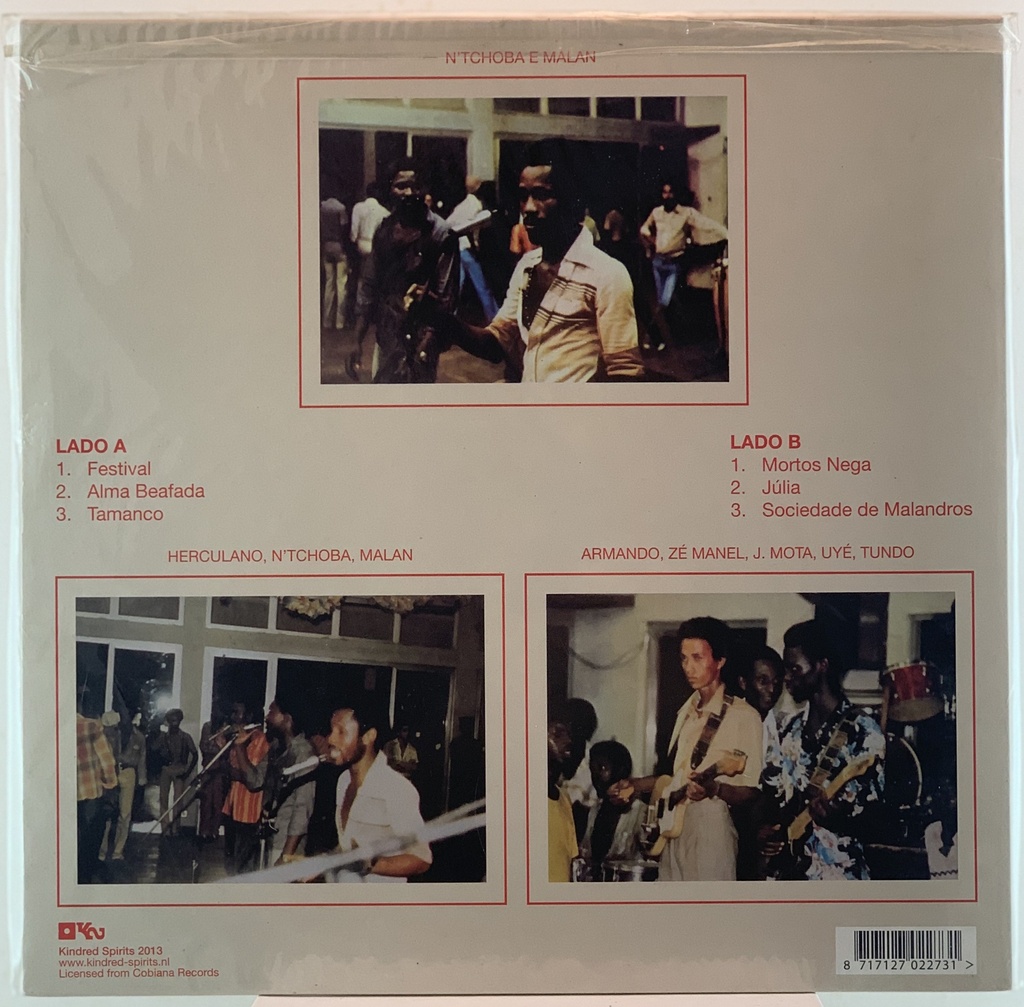 N'TCHOBA E MALAN
LADO A
1. Festival
2. Alma Beafada
3. Tamanco
LADO B
1. Mortos Nega
2. Júlia
3. Sociedade de Malandros
HERCULANO, N'TCHOBA, MALAN
ARMANDO, ZÉ MANEL, J. MOTA, UYÉ, TUNDO
Kindred Spirits 2013
www.kindred-spirits.nl
Licensed from Cobiana Records
8 717127 022731 >